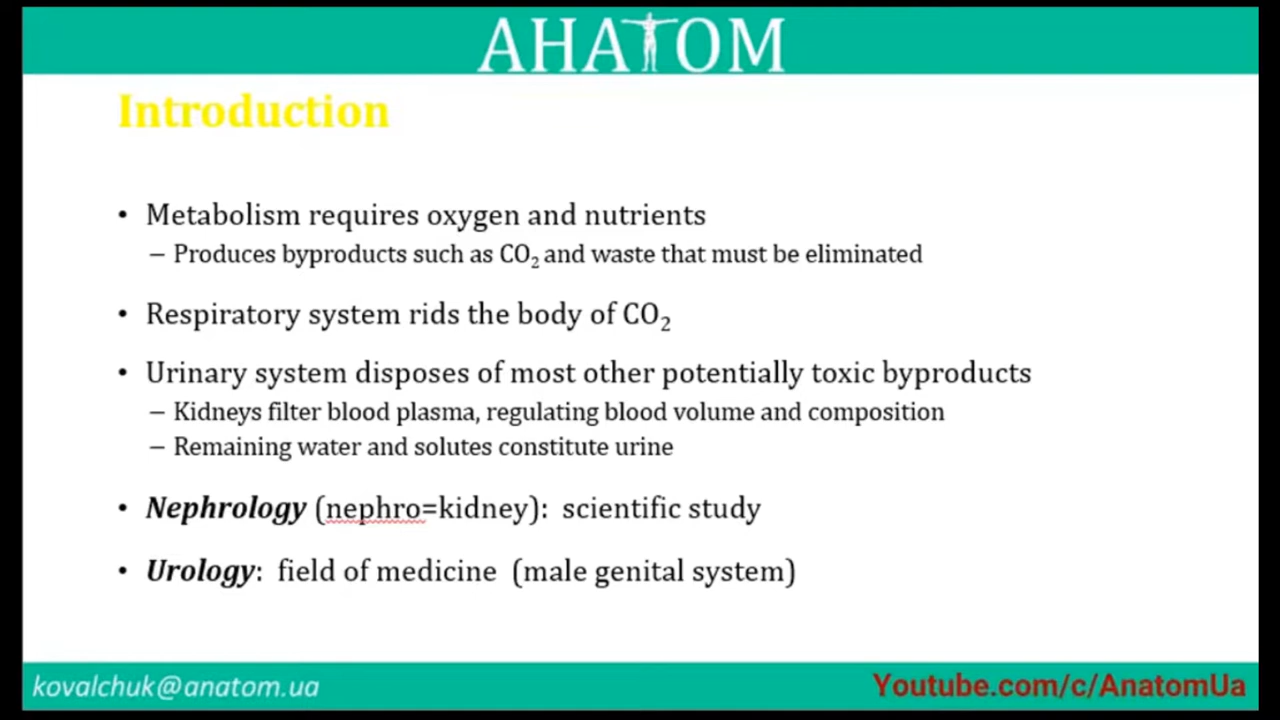 АНАТОМ
Introduction
• Metabolism requires oxygen and nutrients
– Produces byproducts such as CO₂ and waste that must be eliminated
• Respiratory system rids the body of CO₂
• Urinary system disposes of most other potentially toxic byproducts
– Kidneys filter blood plasma, regulating blood volume and composition
– Remaining water and solutes constitute urine
• Nephrology (nephro=kidney): scientific study
• Urology: field of medicine (male genital system)
kovalchuk@anatom.ua
Youtube.com/c/AnatomUa